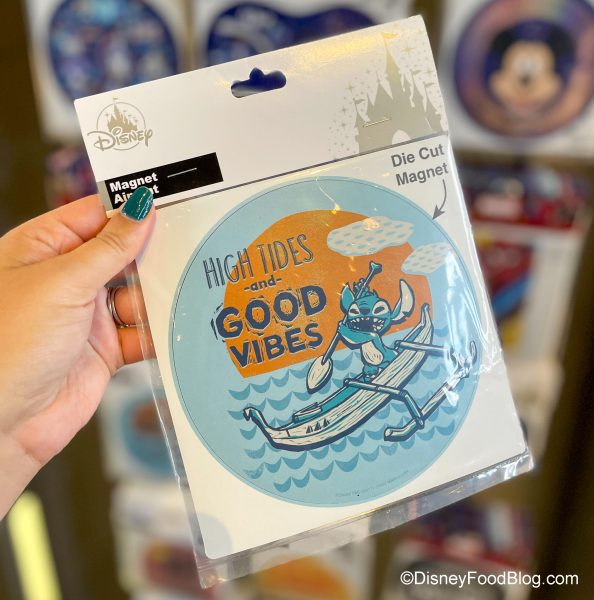 Disney
Magnet
Die Cut
Magnet
HIGH TIDES
-and-
GOOD
VIBES
©DisneyFoodBlog.com